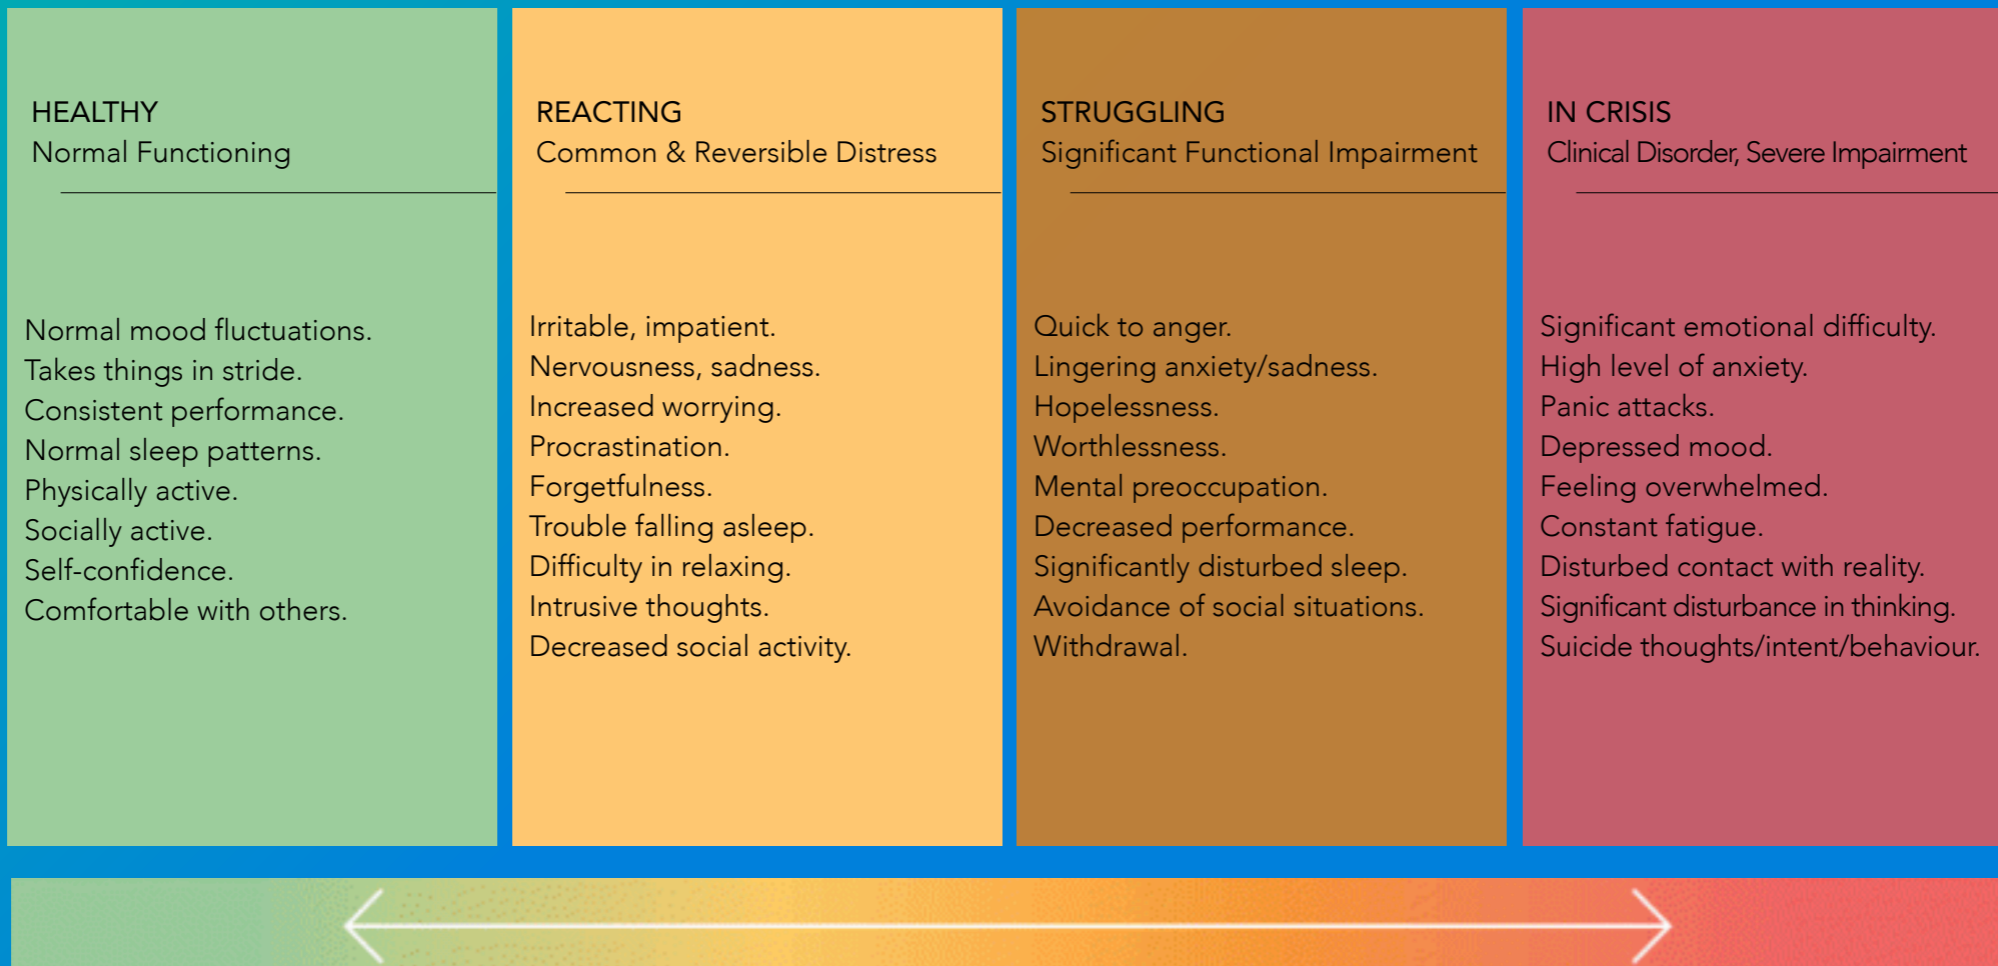 HEALTHY
Normal Functioning
Normal mood fluctuations.
Takes things in stride.
Consistent performance.
Normal sleep patterns.
Physically active.
Socially active.
Self-confidence.
Comfortable with others.
REACTING
Common & Reversible Distress
Irritable, impatient.
Nervousness, sadness.
Increased worrying.
Procrastination.
Forgetfulness.
Trouble falling asleep.
Difficulty in relaxing.
Intrusive thoughts.
Decreased social activity.
STRUGGLING
Significant Functional Impairment
Quick to anger.
Lingering anxiety/sadness.
Hopelessness.
Worthlessness.
Mental preoccupation.
Decreased performance.
Significantly disturbed sleep.
Avoidance of social situations.
Withdrawal.
IN CRISIS
Clinical Disorder, Severe Impairment
Significant emotional difficulty.
High level of anxiety.
Panic attacks.
Depressed mood.
Feeling overwhelmed.
Constant fatigue.
Disturbed contact with reality.
Significant disturbance in thinking.
Suicide thoughts/intent/behaviour.